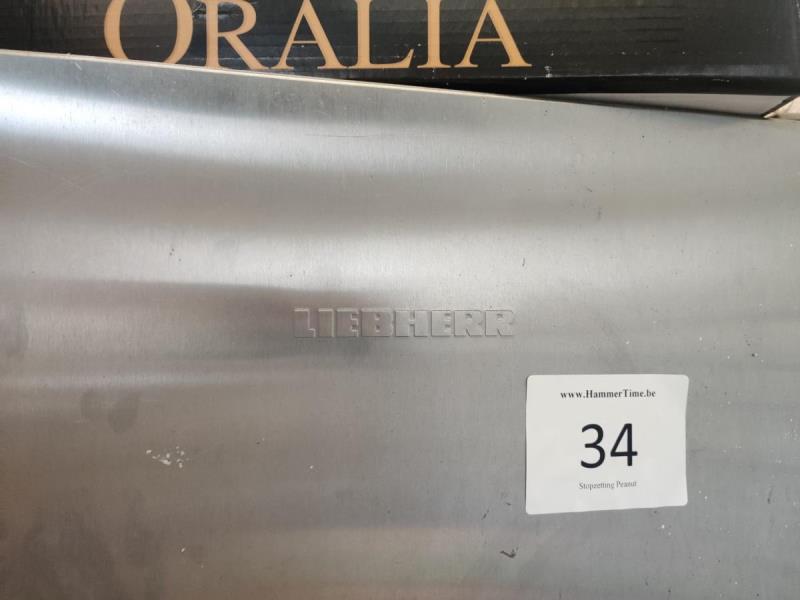 ORALIA
LIEBHERR
www.HammerTime.be
34
Stopzetting Peanut